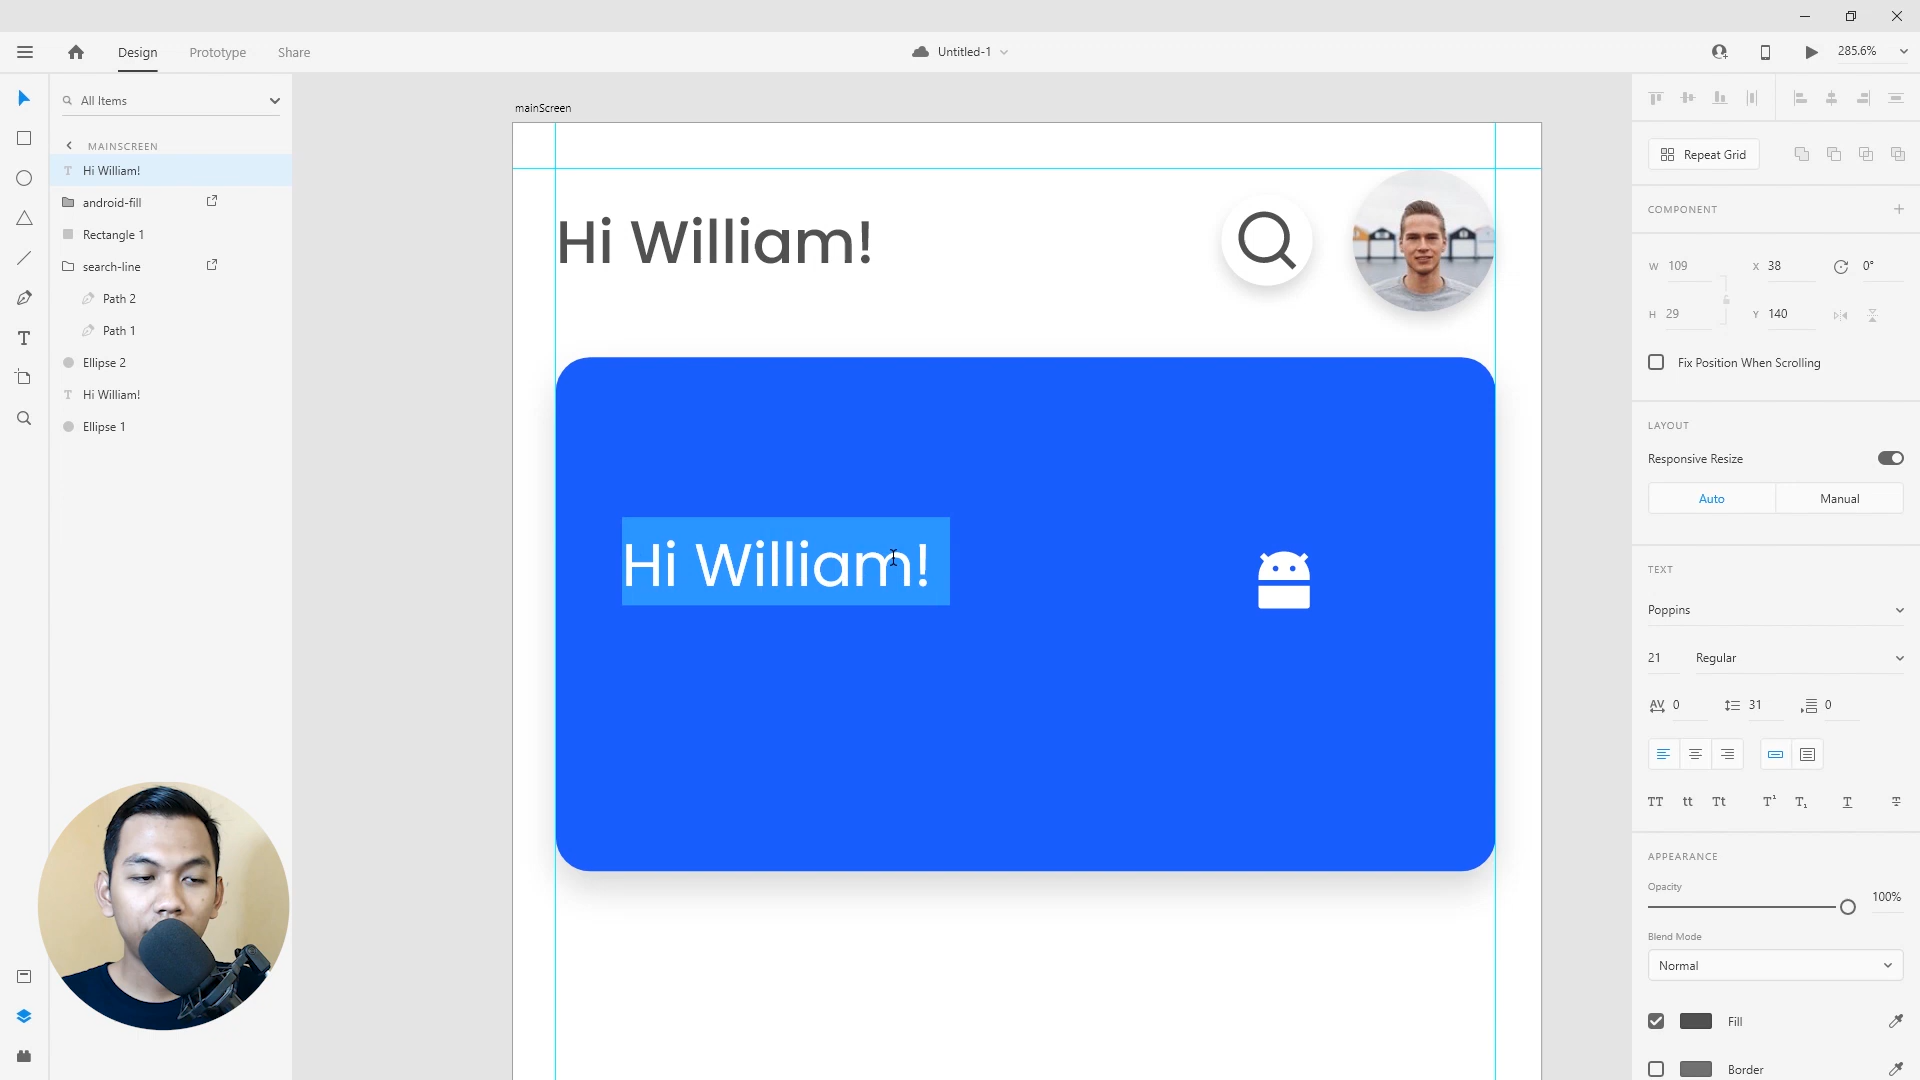 Design
Prototype
Share
Untitled-1
285.6%
All Items
MAINSCREEN
Hi William!
android-fill
Rectangle 1
search-line
Path 2
Path 1
Ellipse 2
Hi William!
Ellipse 1
mainScreen
Hi William!
Hi William!
Repeat Grid
COMPONENT
W 109
X 38
0°
H 29
Y 140
Fix Position When Scrolling
LAYOUT
Responsive Resize
Auto
Manual
TEXT
Poppins
21
Regular
AV 0
31
0
TT
tt
Tt
T¹
T₁
T
T
APPEARANCE
Opacity
100%
Blend Mode
Normal
Fill
Border